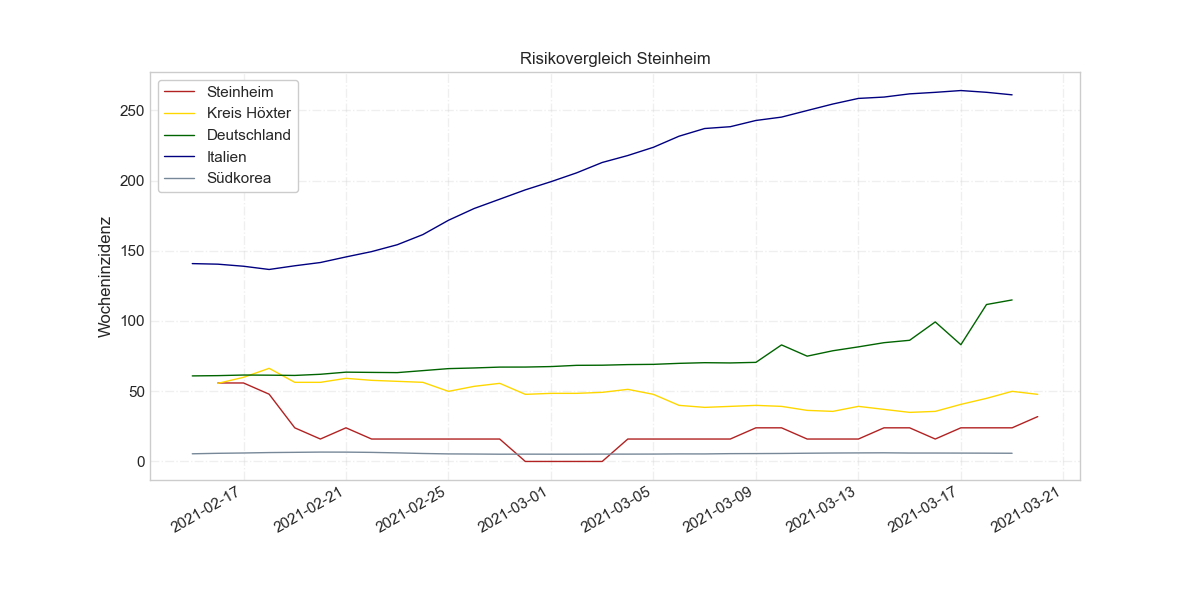 Risikovergleich Steinheim
Steinheim
Kreis Höxter
Deutschland
Italien
Südkorea
Wocheninzidenz
250
200
150
100
50
0
2021-02-17
2021-02-21
2021-02-25
2021-03-01
2021-03-05
2021-03-09
2021-03-13
2021-03-17
2021-03-21